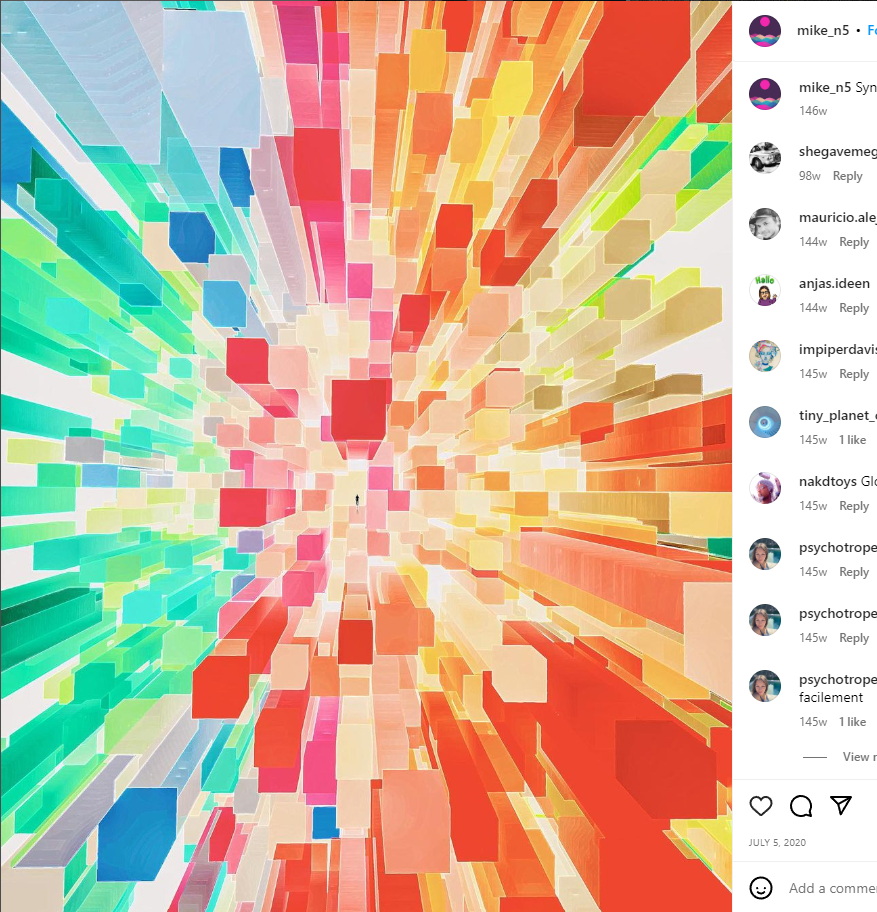 mike_n5 • Fo
mike_n5 Syn
146w
shegavemeg
98w Reply
mauricio.ale
144w Reply
Hello
anjas.ideen
144w Reply
impiperdavis
145w Reply
tiny_planet_
145w 1 like
nakdtoys Glo
145w Reply
psychotrope
145w Reply
psychotrope
145w Reply
psychotrope
facilement
145w 1 like
View r
JULY 5, 2020
Add a comme